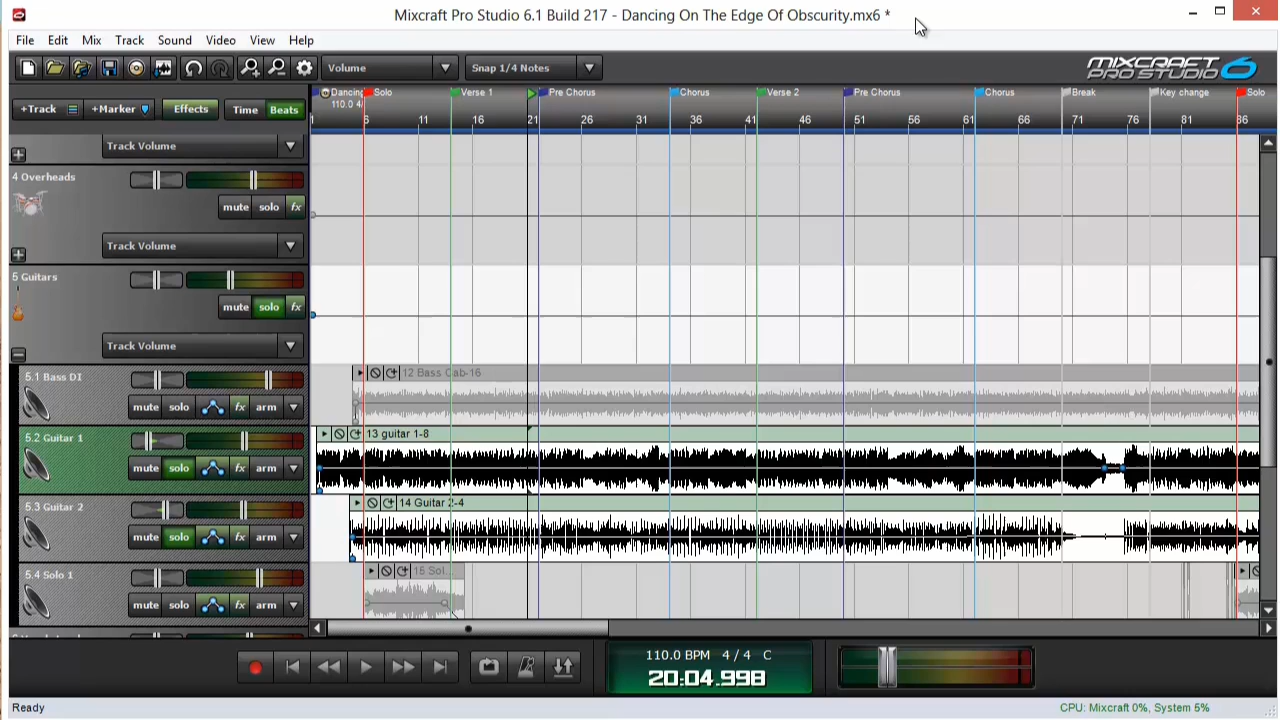 Mixcraft Pro Studio 6.1 Build 217 - Dancing On The Edge Of Obscurity.mx6 *
File Edit Mix Track Sound Video View Help
Volume Snap 1/4 Notes MIXCRAFT PRO STUDIO 6
+Track +Marker Effects Time Beats
Dancing Solo Verse 1 Pre Chorus Chorus Verse 2 Pre Chorus Chorus Break Key change Solo
110.0 4/
6 11 16 21 26 31 36 41 46 51 56 61 66 71 76 81 86
Track Volume
4 Overheads
mute solo fx
Track Volume
5 Guitars
mute solo fx
Track Volume
5.1 Bass DI 12 Bass Cab-16
mute solo fx arm
5.2 Guitar 1 13 guitar 1-8
mute solo fx arm
5.3 Guitar 2 14 Guitar 2-4
mute solo fx arm
5.4 Solo 1 15 Sol...
mute solo fx arm
110.0 BPM 4 / 4 C
20:04.998
Ready CPU: Mixcraft 0%, System 5%